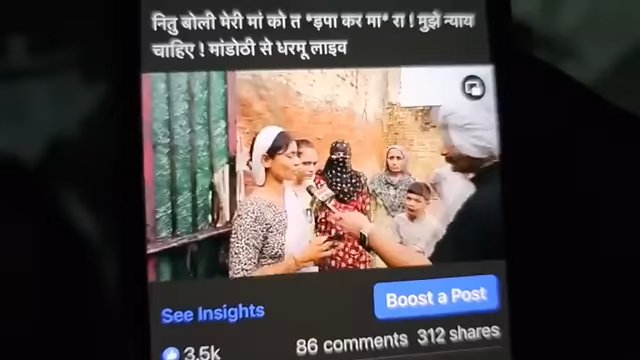 नितु बोली मेरी मां को त *ड़पा कर मा* रा ! मुझे न्याय
चाहिए ! मांडोठी से धरमू लाइव
See Insights
Boost a Post
3.5k
86 comments 312 shares